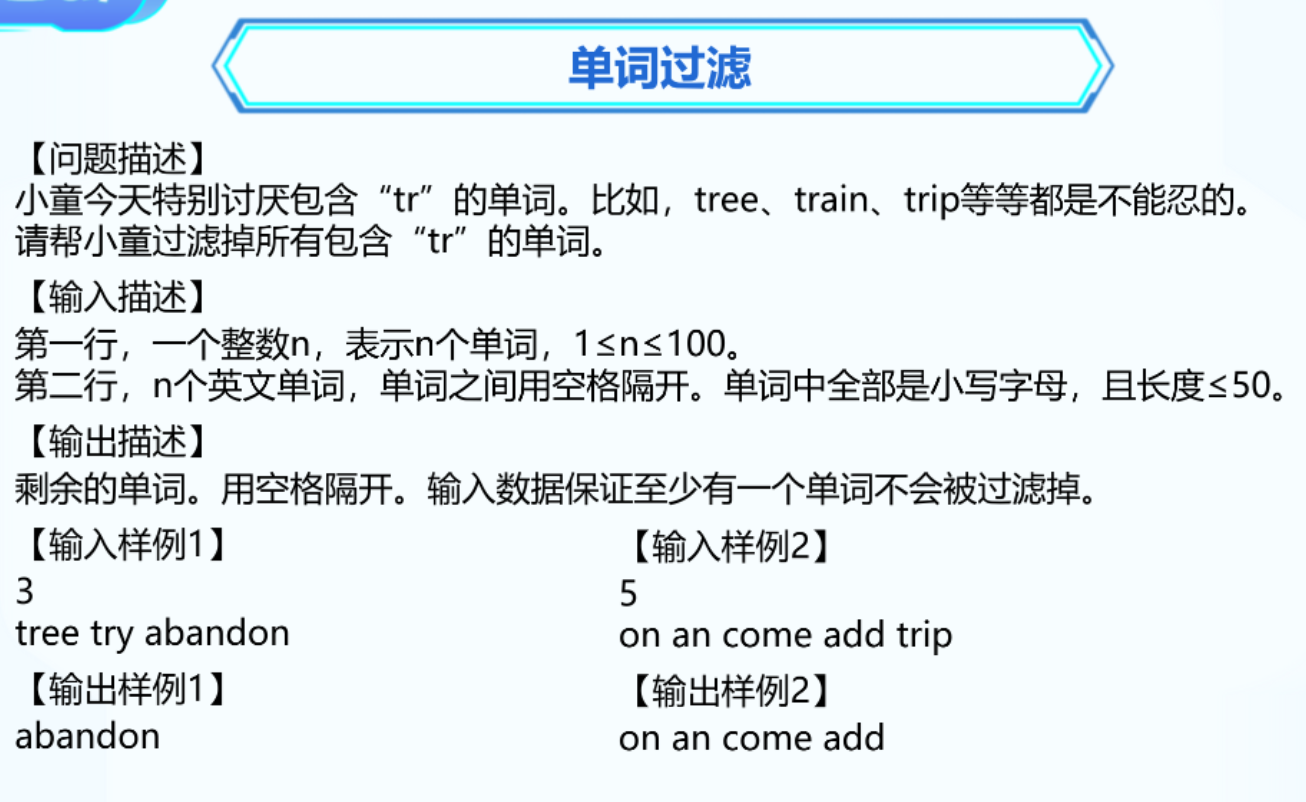 单词过滤
【问题描述】
小童今天特别讨厌包含“tr”的单词。比如，tree、train、trip等等都是不能忍的。
请帮小童过滤掉所有包含“tr”的单词。
【输入描述】
第一行，一个整数n，表示n个单词，1≤n≤100。
第二行，n个英文单词，单词之间用空格隔开。单词中全部是小写字母，且长度≤50。
【输出描述】
剩余的单词。用空格隔开。输入数据保证至少有一个单词不会被过滤掉。
【输入样例1】
3
tree try abandon
【输出样例1】
abandon
【输入样例2】
5
on an come add trip
【输出样例2】
on an come add